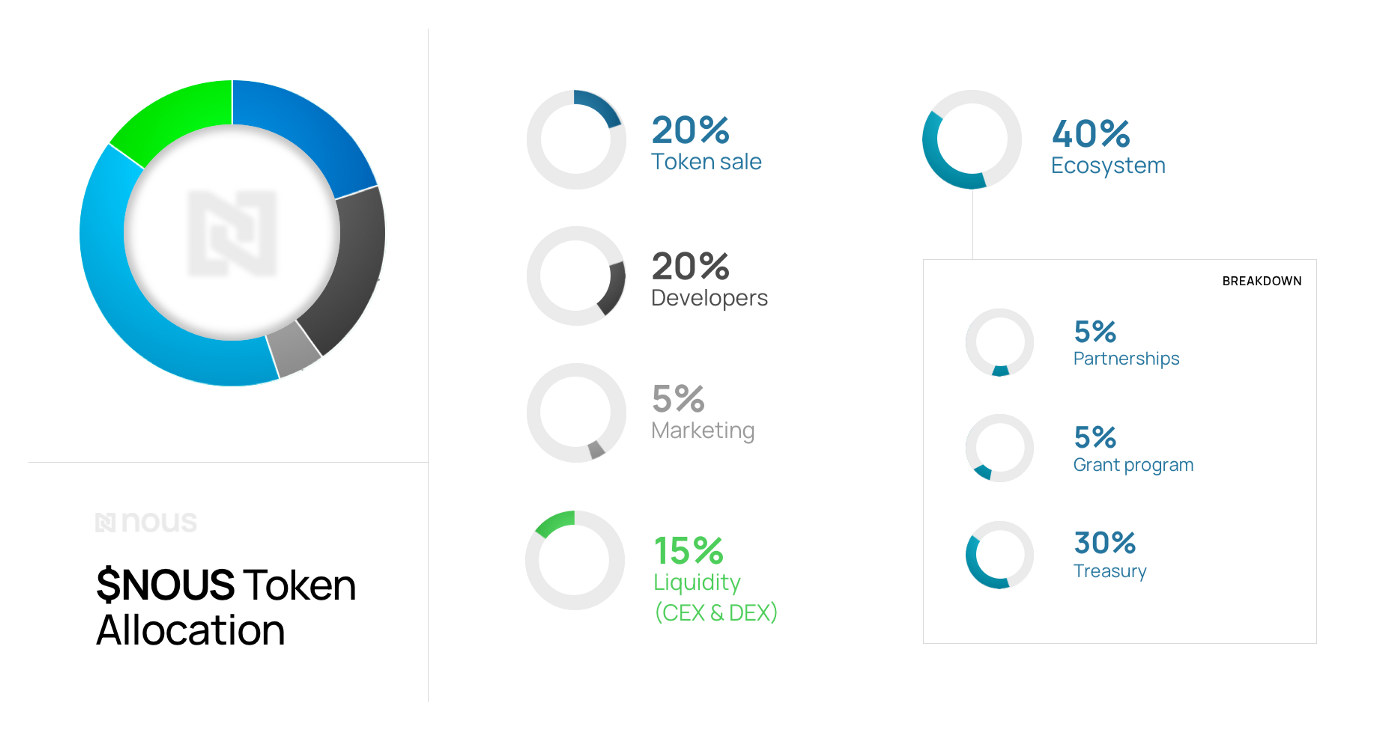 nous
$NOUS Token
Allocation
20%
Token sale
20%
Developers
5%
Marketing
15%
Liquidity
(CEX & DEX)
40%
Ecosystem
BREAKDOWN
5%
Partnerships
5%
Grant program
30%
Treasury